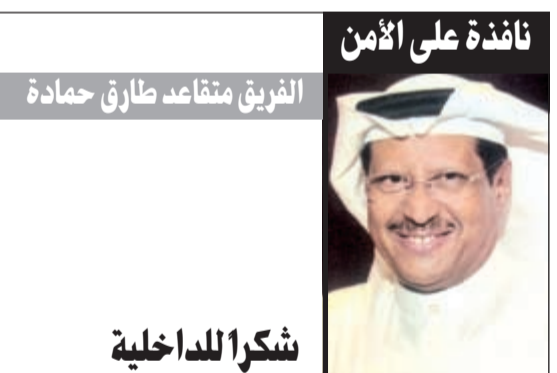 نافذة على الأمن
الفريق متقاعد طارق حمادة
شكراً للداخلية